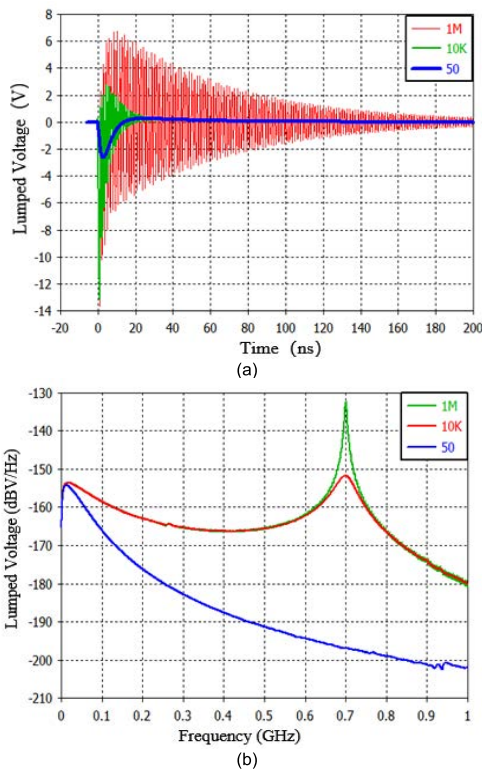 8
6
4
2
0
-2
-4
-6
-8
-10
-12
-14
Lumped Voltage (V)
1M
10K
50
-20 0 20 40 60 80 100 120 140 160 180 200
Time (ns)
(a)
-130
-140
-150
-160
-170
-180
-190
-200
-210
Lumped Voltage (dBV/Hz)
1M
10K
50
0 0.1 0.2 0.3 0.4 0.5 0.6 0.7 0.8 0.9 1
Frequency (GHz)
(b)